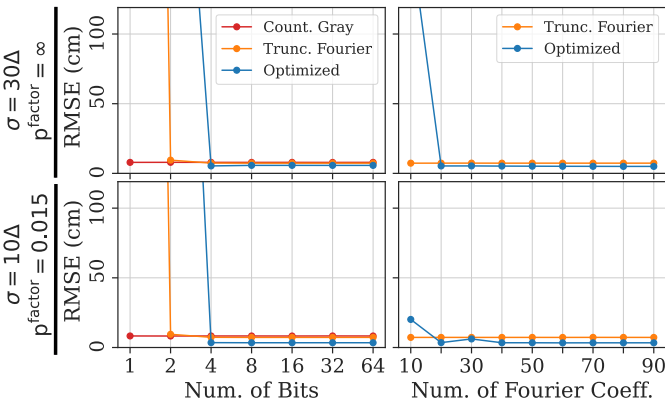 σ = 30Δ
p^factor = ∞
RMSE (cm)
100
50
0
Count. Gray
Trunc. Fourier
Optimized
Trunc. Fourier
Optimized
σ = 10Δ
p^factor = 0.015
RMSE (cm)
100
50
0
1 2 4 8 16 32 64
Num. of Bits
10 30 50 70 90
Num. of Fourier Coeff.